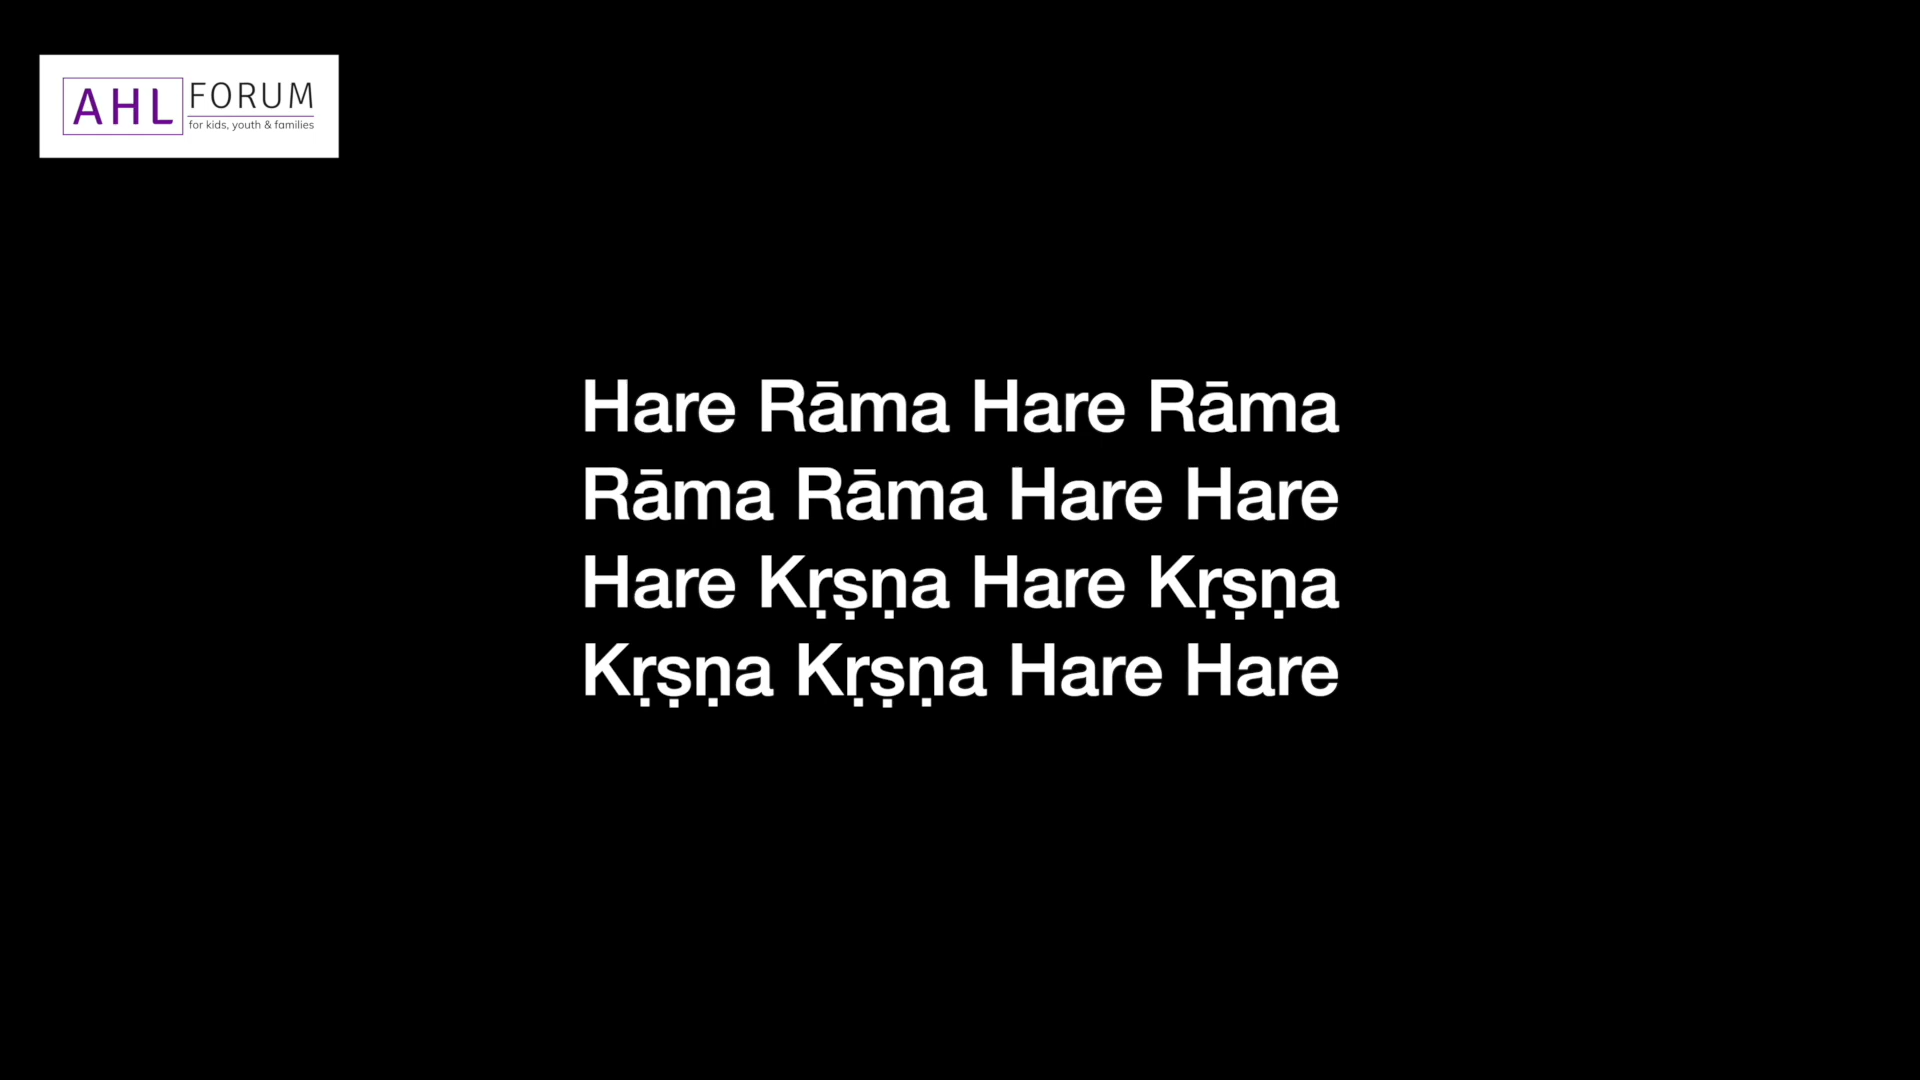 AHL FORUM
for kids, youth & families
Hare Rāma Hare Rāma
Rāma Rāma Hare Hare
Hare Kṛṣṇa Hare Kṛṣṇa
Kṛṣṇa Kṛṣṇa Hare Hare